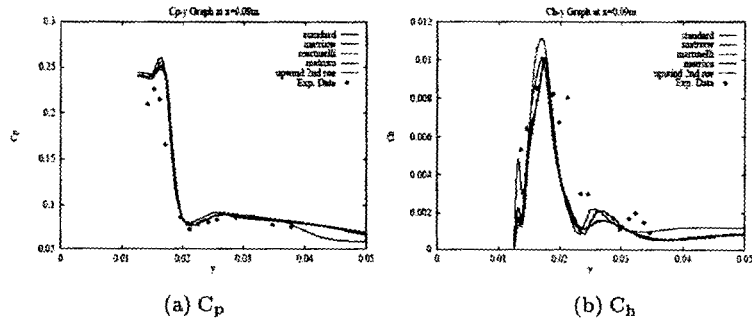 Cp-y Graph at x=0.09m
0.3
0.25
0.2
0.15
0.1
0.05
Cp
0 0.01 0.02 0.03 0.04 0.05
y
standard
martinelli
upwind 2nd
Exp. Data
(a) Cp
Ch-y Graph at x=0.09m
0.012
0.01
0.008
0.006
0.004
0.002
0
Ch
0 0.01 0.02 0.03 0.04 0.05
y
standard
martinelli
upwind 2nd
Exp. Data
(b) Ch